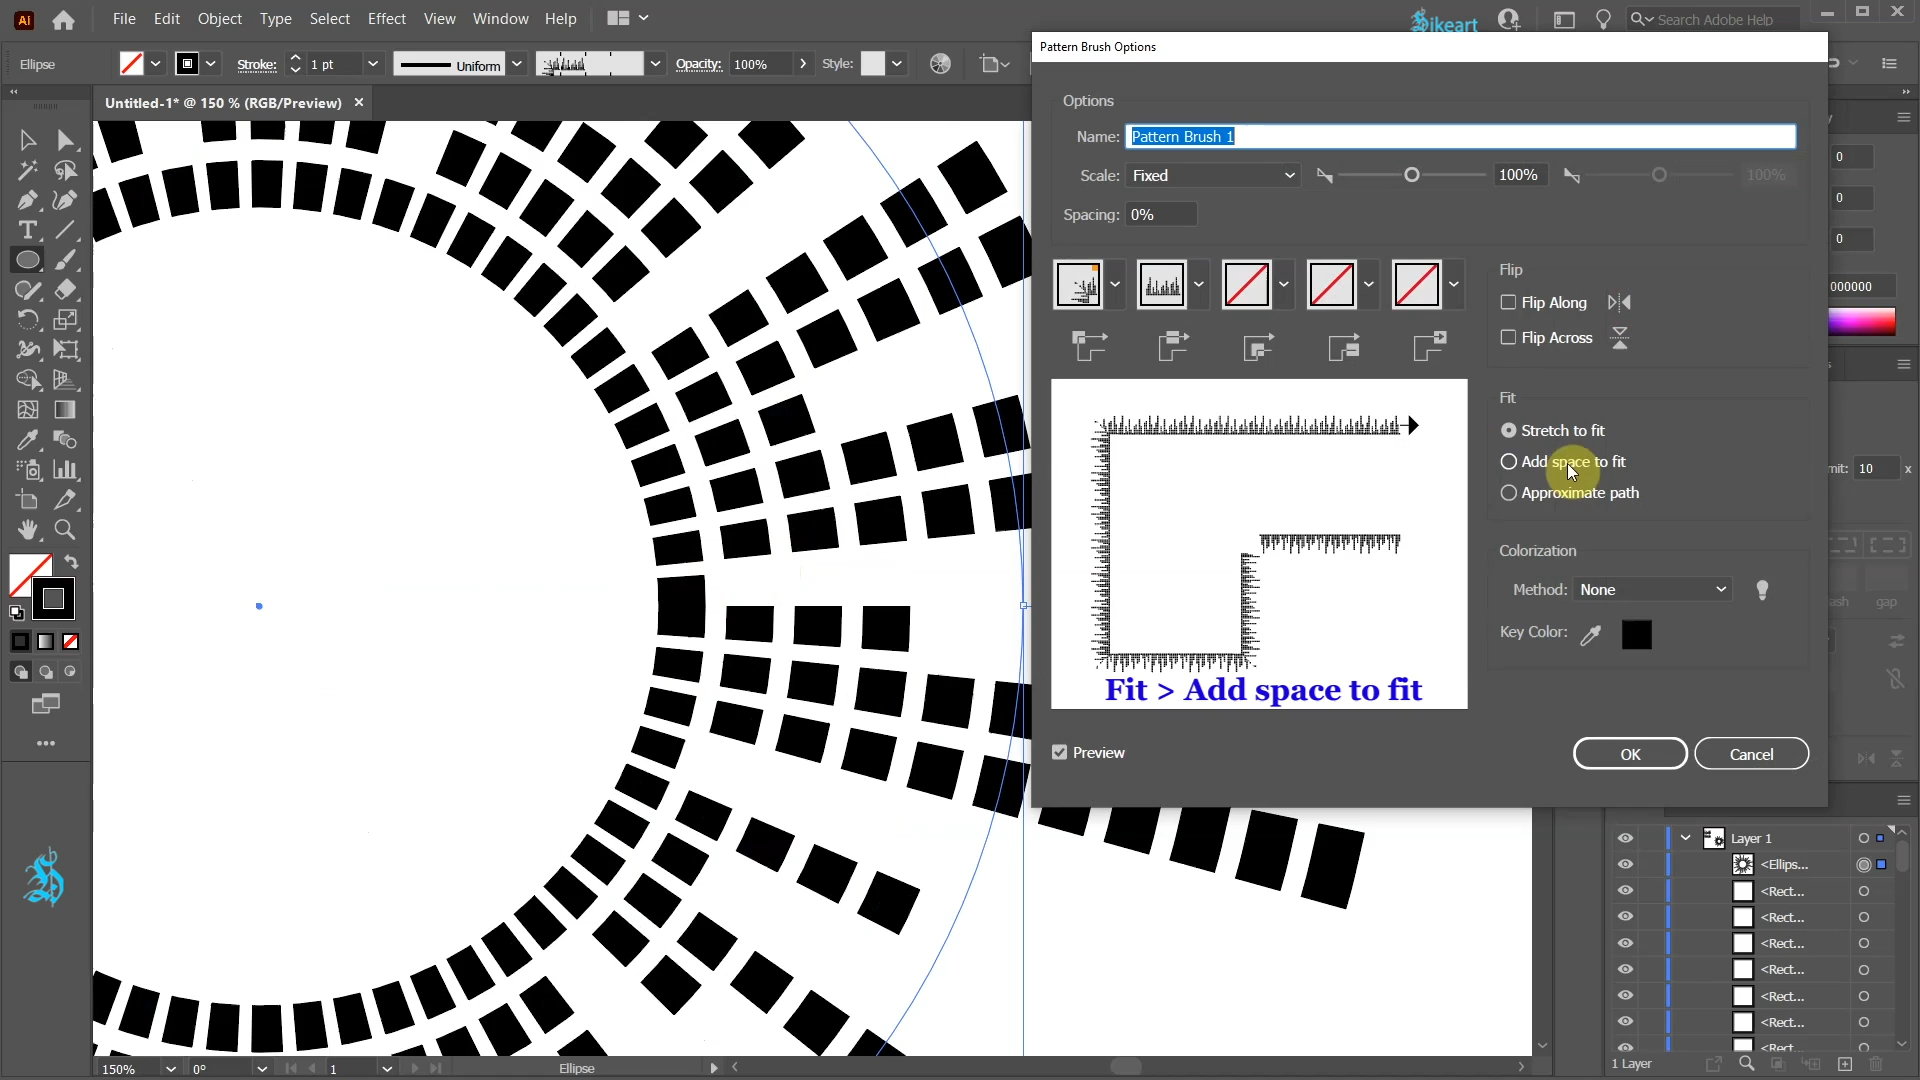 Ai File Edit Object Type Select Effect View Window Help
ikeart
Search Adobe Help
Ellipse
Stroke: 1 pt
Uniform
Opacity: 100%
Style:
Untitled-1* @ 150 % (RGB/Preview)
Pattern Brush Options
Options
Name: Pattern Brush 1
Scale: Fixed 100% 100%
Spacing: 0%
Flip
Flip Along
Flip Across
Fit
Stretch to fit
Add space to fit
Approximate path
Colorization
Method: None
Key Color:
Fit > Add space to fit
Preview
OK Cancel
0
0
0
000000
mit: 10 x
ash gap
Layer 1
<Ellips...
<Rect...
<Rect...
<Rect...
<Rect...
<Rect...
<Rect...
<Rect...
1 Layer
150% 0° 1 Ellipse